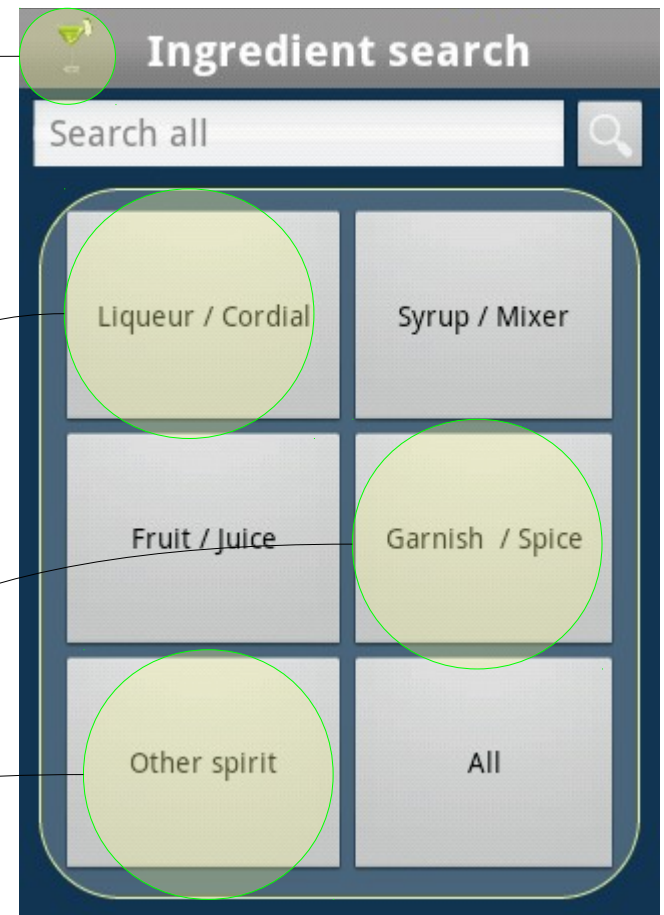 Ingredient search
Search all
Liqueur / Cordial
Syrup / Mixer
Fruit / Juice
Garnish / Spice
Other spirit
All